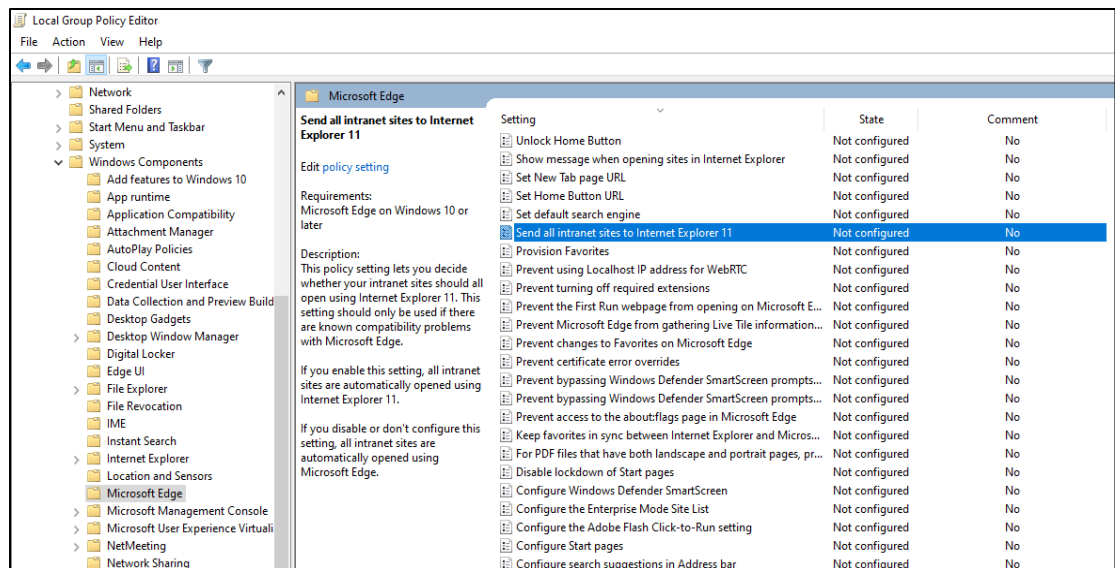 Local Group Policy Editor
File Action View Help
Network
Shared Folders
Start Menu and Taskbar
System
Windows Components
Add features to Windows 10
App runtime
Application Compatibility
Attachment Manager
AutoPlay Policies
Cloud Content
Credential User Interface
Data Collection and Preview Build
Desktop Gadgets
Desktop Window Manager
Digital Locker
Edge UI
File Explorer
File Revocation
IME
Instant Search
Internet Explorer
Location and Sensors
Microsoft Edge
Microsoft Management Console
Microsoft User Experience Virtuali
NetMeeting
Network Sharing
Microsoft Edge
Send all intranet sites to Internet
Explorer 11
Edit policy setting
Requirements:
Microsoft Edge on Windows 10 or
later
Description:
This policy setting lets you decide
whether your intranet sites should all
open using Internet Explorer 11. This
setting should only be used if there
are known compatibility problems
with Microsoft Edge.
If you enable this setting, all intranet
sites are automatically opened using
Internet Explorer 11.
If you disable or don't configure this
setting, all intranet sites are
automatically opened using
Microsoft Edge.
Setting State Comment
Unlock Home Button Not configured No
Show message when opening sites in Internet Explorer Not configured No
Set New Tab page URL Not configured No
Set Home Button URL Not configured No
Set default search engine Not configured No
Send all intranet sites to Internet Explorer 11 Not configured No
Provision Favorites Not configured No
Prevent using Localhost IP address for WebRTC Not configured No
Prevent turning off required extensions Not configured No
Prevent the First Run webpage from opening on Microsoft E... Not configured No
Prevent Microsoft Edge from gathering Live Tile information... Not configured No
Prevent changes to Favorites on Microsoft Edge Not configured No
Prevent certificate error overrides Not configured No
Prevent bypassing Windows Defender SmartScreen prompts... Not configured No
Prevent bypassing Windows Defender SmartScreen prompts... Not configured No
Prevent access to the about:flags page in Microsoft Edge Not configured No
Keep favorites in sync between Internet Explorer and Micros... Not configured No
For PDF files that have both landscape and portrait pages, pr... Not configured No
Disable lockdown of Start pages Not configured No
Configure Windows Defender SmartScreen Not configured No
Configure the Enterprise Mode Site List Not configured No
Configure the Adobe Flash Click-to-Run setting Not configured No
Configure Start pages Not configured No
Configure search suggestions in Address bar Not configured No